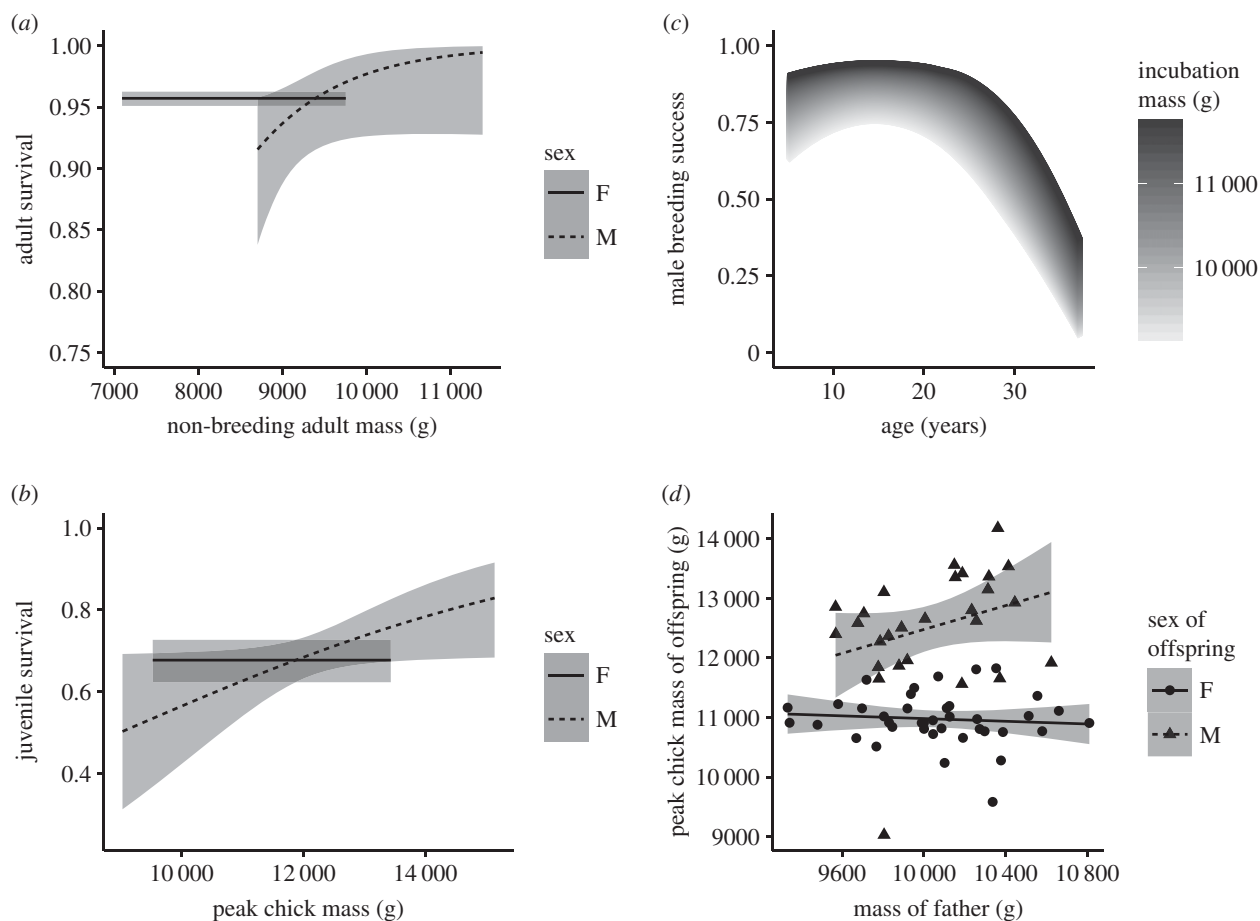 (a)
1.00
0.95
0.90
0.85
0.80
0.75
adult survival
7000 8000 9000 10 000 11 000
non-breeding adult mass (g)
sex
F
M
(c)
1.00
0.75
0.50
0.25
0
male breeding success
10 20 30
age (years)
incubation
mass (g)
11 000
10 000
(b)
1.0
0.8
0.6
0.4
juvenile survival
10 000 12 000 14 000
peak chick mass (g)
sex
F
M
(d)
14 000
13 000
12 000
11 000
10 000
9000
peak chick mass of offspring (g)
9600 10 000 10 400 10 800
mass of father (g)
sex of
offspring
F
M